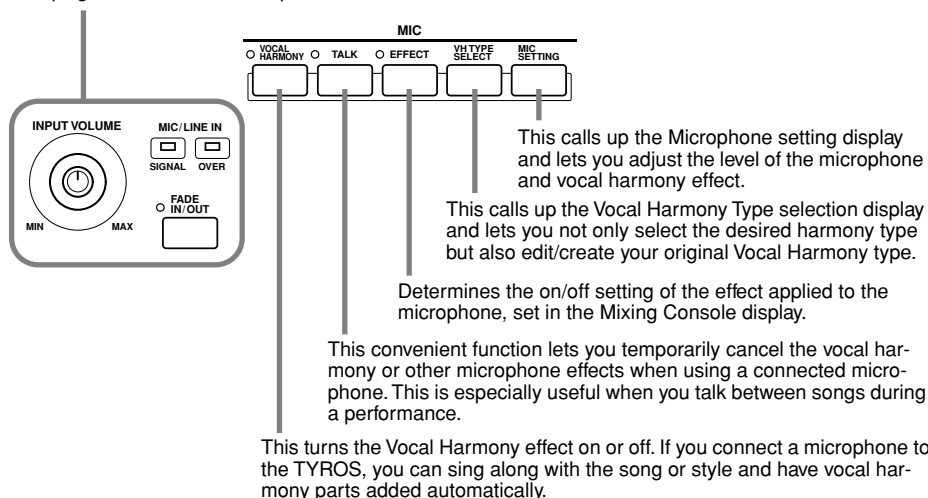 MIC
VOCAL HARMONY
TALK
EFFECT
VH TYPE SELECT
MIC SETTING
INPUT VOLUME
MIC/LINE IN
SIGNAL
OVER
FADE IN/OUT
MIN
MAX
This calls up the Microphone setting display
and lets you adjust the level of the microphone
and vocal harmony effect.
This calls up the Vocal Harmony Type selection display
and lets you not only select the desired harmony type
but also edit/create your original Vocal Harmony type.
Determines the on/off setting of the effect applied to the
microphone, set in the Mixing Console display.
This convenient function lets you temporarily cancel the vocal har-
mony or other microphone effects when using a connected micro-
phone. This is especially useful when you talk between songs during
a performance.
This turns the Vocal Harmony effect on or off. If you connect a microphone to
the TYROS, you can sing along with the song or style and have vocal har-
mony parts added automatically.